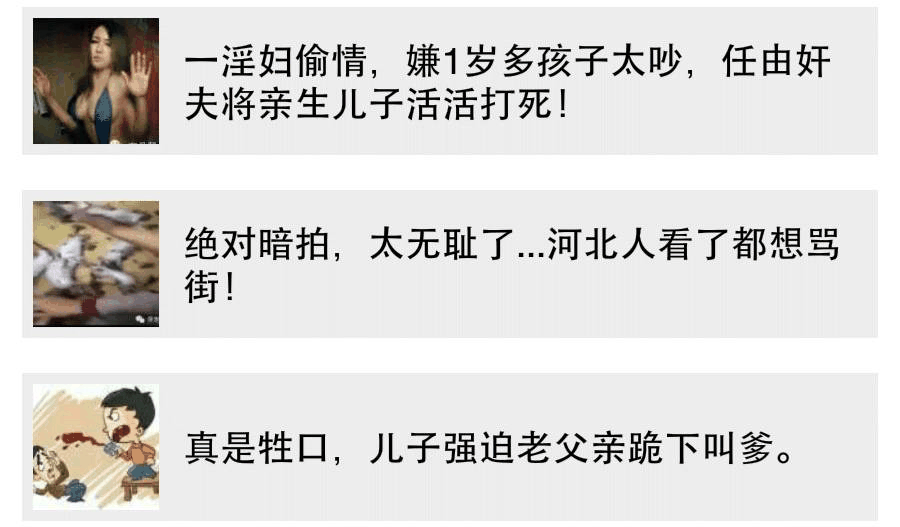 一淫妇偷情，嫌1岁多孩子太吵，任由奸
夫将亲生儿子活活打死！
绝对暗拍，太无耻了...河北人看了都想骂
街！
真是牲口，儿子强迫老父亲跪下叫爹。